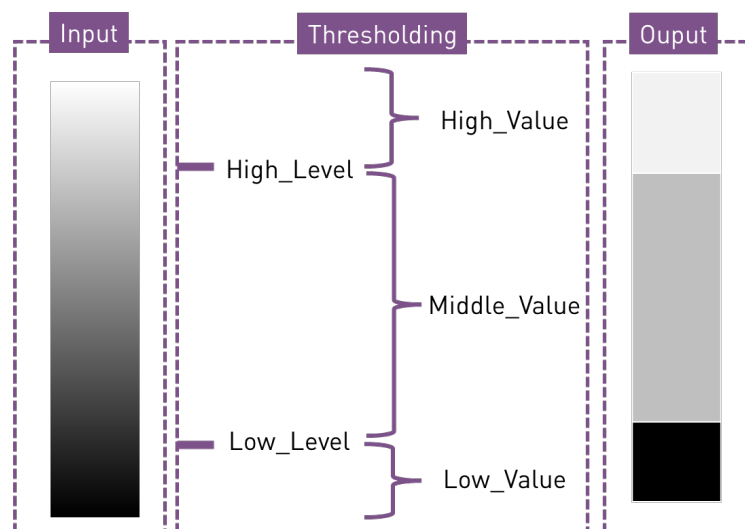 Input
Thresholding
Ouput
High_Value
High_Level
Middle_Value
Low_Level
Low_Value